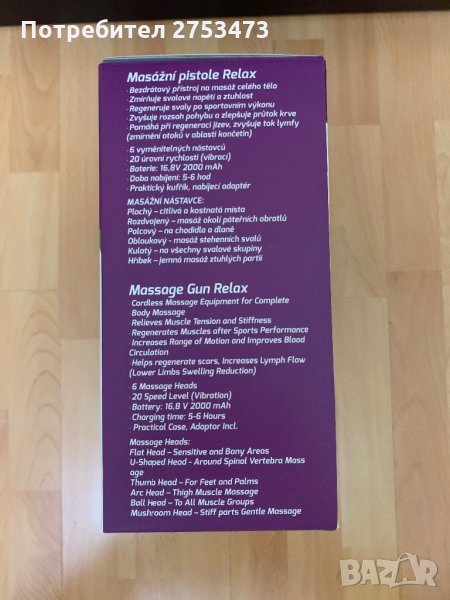 Потребител 2753473
Masážní pistole Relax
· Bezdrátový přístroj na masáž celého těla
· Zmírňuje svalové napětí a ztuhlost
· Regeneruje svoly po sportovním výkonu
· Zvyšuje rozsah pohybu a zlepšuje průtok krve
· Pomáhá při regeneraci jizev, zvyšuje tok lymfy
(zmírnění otoků v oblasti končetin)
· 6 vyměnitelných nástavců
· 20 úrovní rychlosti (vibrací)
· Baterie: 16,8V 2000 mAh
· Doba nabíjení: 5-6 hod
· Praktický kufřík, nabíjecí adaptér
MASÁŽNÍ NÁSTAVCE:
Plochý – citlivá a kostnatá místa
Rozdvojený – masáž okolí páteřních obratlů
Palcový – na chodidla a dlaně
Obloukový – masáž stehenních svalů
Kulatý – na všechny svalové skupiny
Hříbek – jemná masáž ztuhlých partií
Massage Gun Relax
· Cordless Massage Equipment for Complete
Body Massage
· Relieves Muscle Tension and Stiffness
· Regenerates Muscles after Sports Performance
· Increases Range of Motion and Improves Blood
Circulation
· Helps regenerate scars, Increases Lymph Flow
(Lower Limbs Swelling Reduction)
· 6 Massage Heads
· 20 Speed Level (Vibration)
· Battery: 16,8 V 2000 mAh
· Charging time: 5-6 Hours
· Practical Case, Adaptor Incl.
Massage Heads:
Flat Head – Sensitive and Bony Areas
U-Shaped Head - Around Spinal Vertebra Mass
age
Thumb Head – For Feet and Palms
Arc Head – Thigh Muscle Massage
Ball Head – To All Muscle Groups
Mushroom Head – Stiff parts Gentle Massage
BAZAR